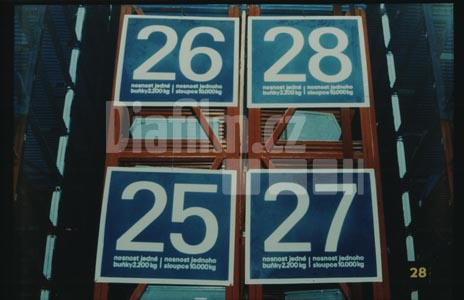 26
nosnost jedné
buňky 2.200 kg
nosnost jednoho
sloupce 10.000 kg
28
nosnost jedné
buňky 2.200 kg
nosnost jednoho
sloupce 10.000 kg
Diafilm.cz
25
nosnost jedné
buňky 2.200 kg
nosnost jednoho
sloupce 10.000 kg
27
nosnost jedné
buňky 2.200 kg
nosnost jednoho
sloupce 10.000 kg
28